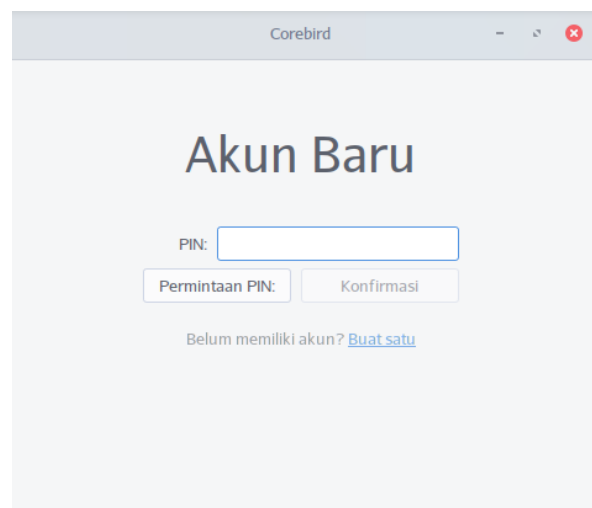 Corebird
Akun Baru
PIN:
Permintaan PIN: Konfirmasi
Belum memiliki akun? Buat satu